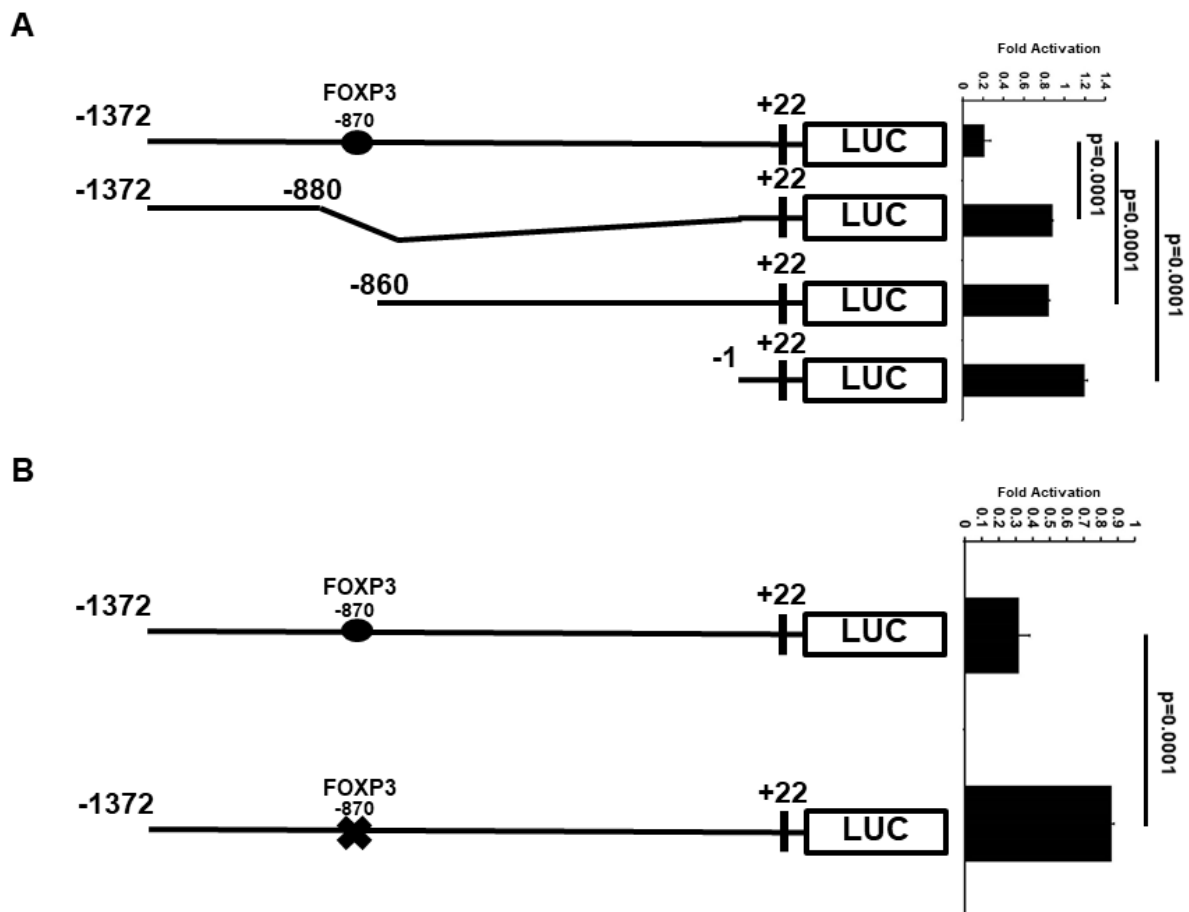 A
Fold Activation
0 0.2 0.4 0.6 0.8 1 1.2 1.4
FOXP3
-870
-1372
+22
LUC
p=0.0001
-1372
-880
+22
LUC
p=0.0001
-860
+22
LUC
p=0.0001
-1
+22
LUC
B
Fold Activation
0 0.1 0.2 0.3 0.4 0.5 0.6 0.7 0.8 0.9 1
FOXP3
-870
-1372
+22
LUC
p=0.0001
FOXP3
-870
-1372
+22
LUC